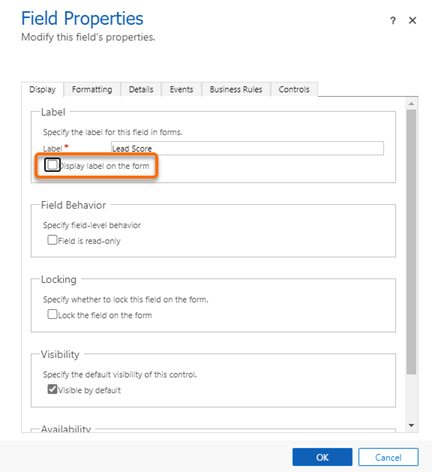 Field Properties
? ×
Modify this field's properties.
Display Formatting Details Events Business Rules Controls
Label
Specify the label for this field in forms.
Label* Lead Score
Display label on the form
Field Behavior
Specify field-level behavior
Field is read-only
Locking
Specify whether to lock this field on the form.
Lock the field on the form
Visibility
Specify the default visibility of this control.
Visible by default
Availability
OK Cancel